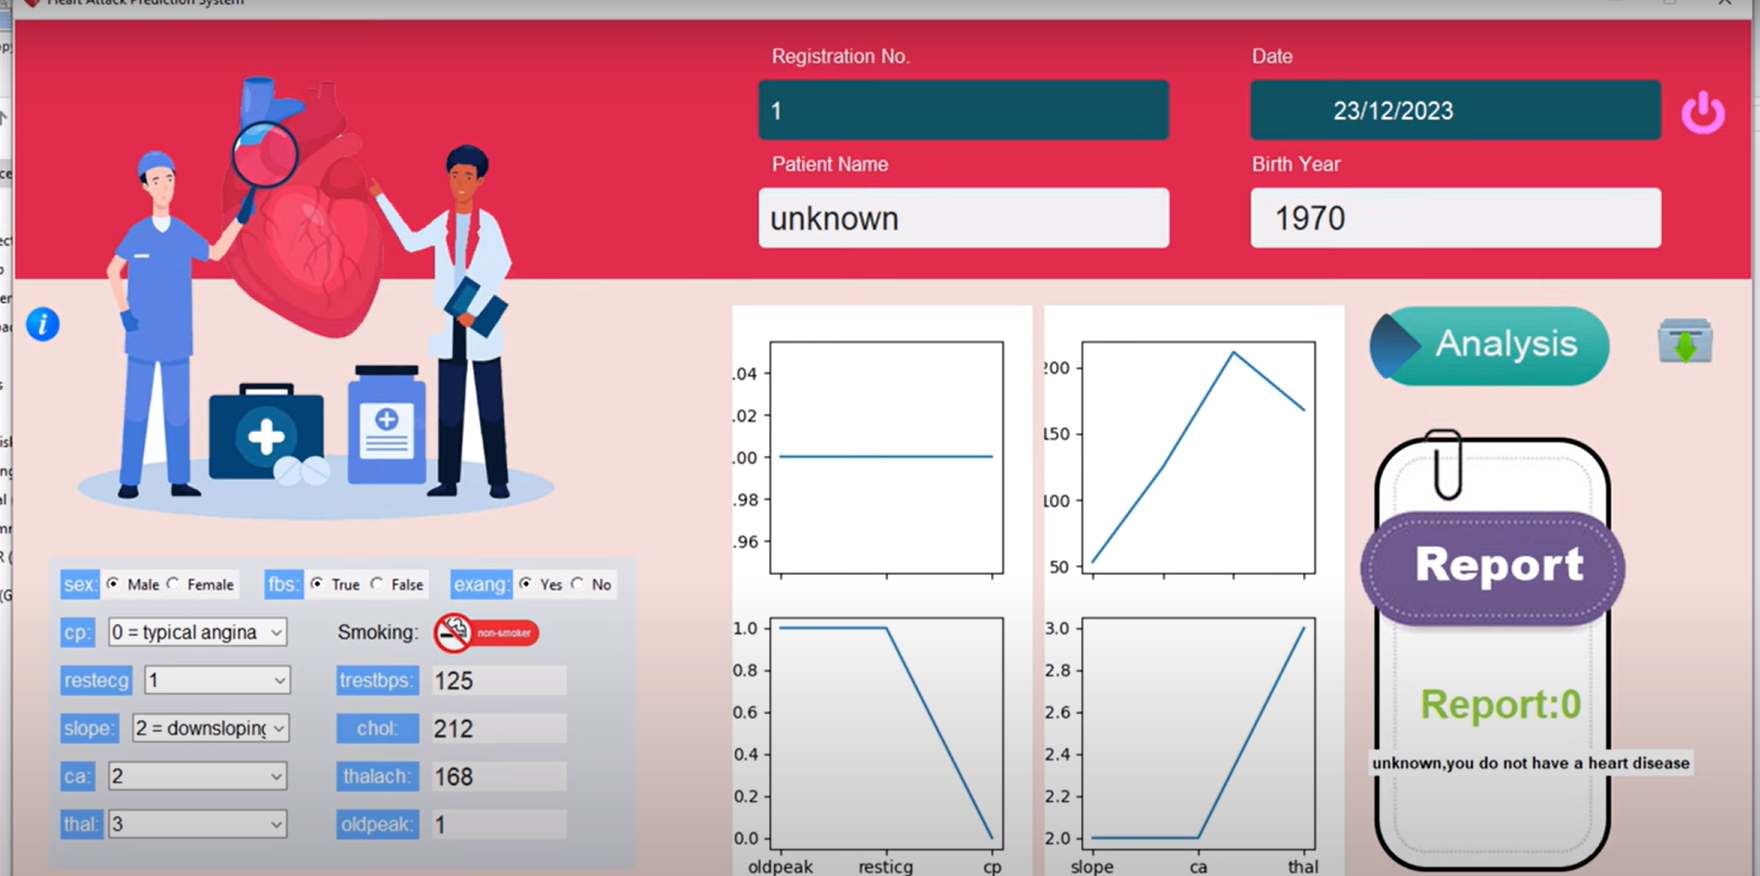 Heart Attack Prediction System
Registration No.
Date
1
23/12/2023
Patient Name
Birth Year
unknown
1970
Analysis
.04
.02
.00
.98
.96
200
150
100
50
Report
Report:0
unknown,you do not have a heart disease
sex: Male Female fbs: True False exang: Yes No
cp: 0 = typical angina Smoking: non-smoker
restecg 1 trestbps: 125
slope: 2 = downsloping chol: 212
ca: 2 thalach: 168
thal: 3 oldpeak: 1
1.0
0.8
0.6
0.4
0.2
0.0
oldpeak resticg cp
3.0
2.8
2.6
2.4
2.2
2.0
slope ca thal